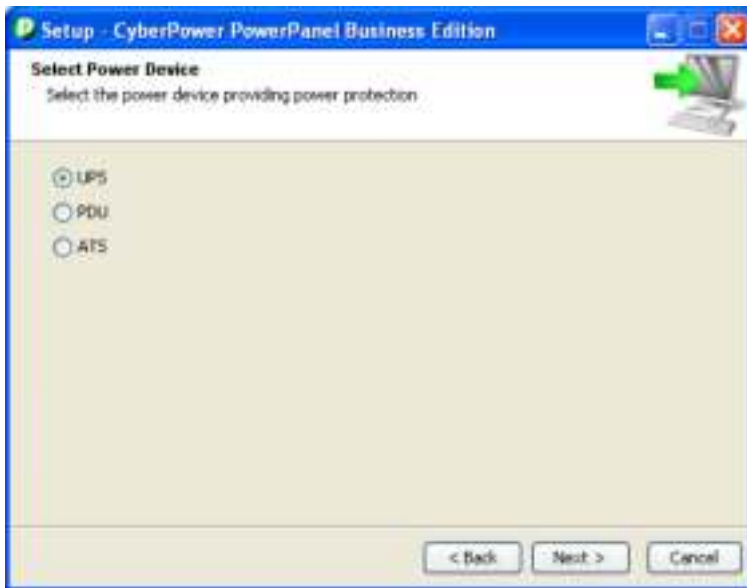 Setup - CyberPower PowerPanel Business Edition
Select Power Device
Select the power device providing power protection
UPS
PDU
ATS
< Back Next > Cancel